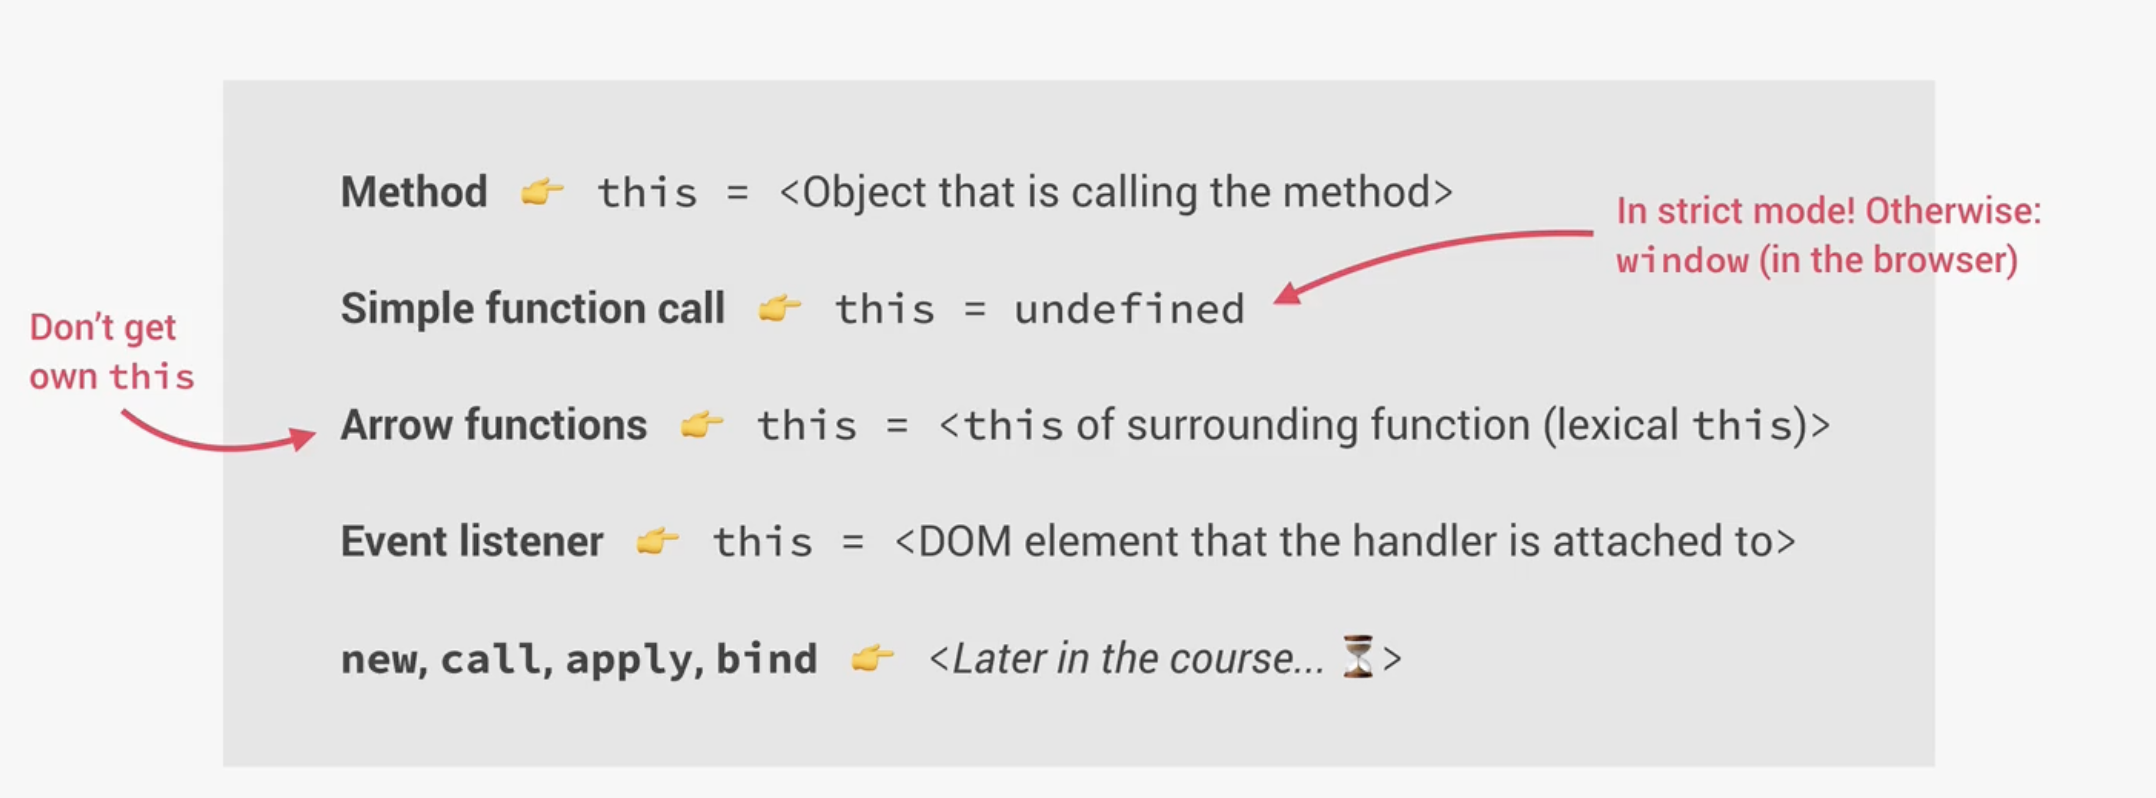 Method 👉 this = <Object that is calling the method>
In strict mode! Otherwise:
window (in the browser)
Simple function call 👉 this = undefined
Don’t get
own this
Arrow functions 👉 this = <this of surrounding function (lexical this)>
Event listener 👉 this = <DOM element that the handler is attached to>
new, call, apply, bind 👉 <Later in the course... ⏳>